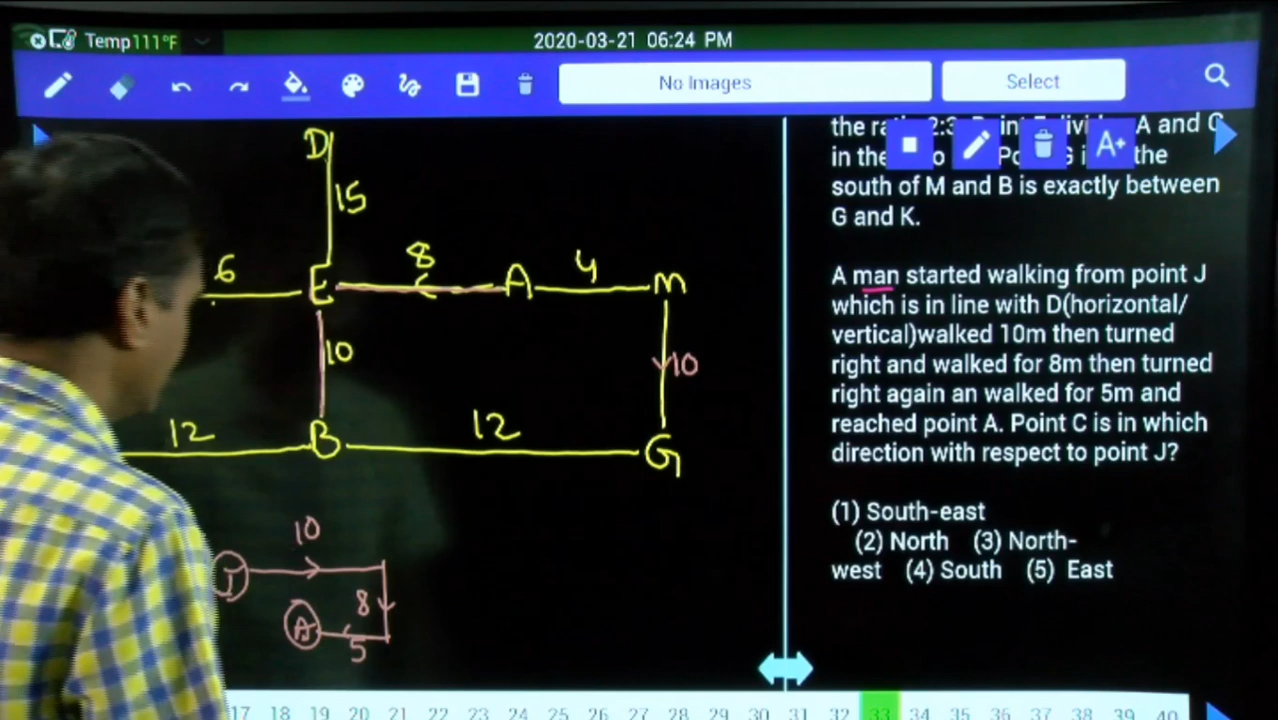 Temp111°F
2020-03-21 06:24 PM
No Images
Select
A+
the
A and
in the
the
south of M and B is exactly between
G and K.
A man started walking from point J
which is in line with D(horizontal/
vertical)walked 10m then turned
right and walked for 8m then turned
right again an walked for 5m and
reached point A. Point C is in which
direction with respect to point J?
(1) South-east
(2) North (3) North-
west (4) South (5) East
D
15
6 E 8 A 4 M
10
10
12 B 12 G
10
J
8
A
5
17 18 19 20 21 22 23 24 25 26 27 28 29 30 31 32 33 34 35 36 37 38 39 40